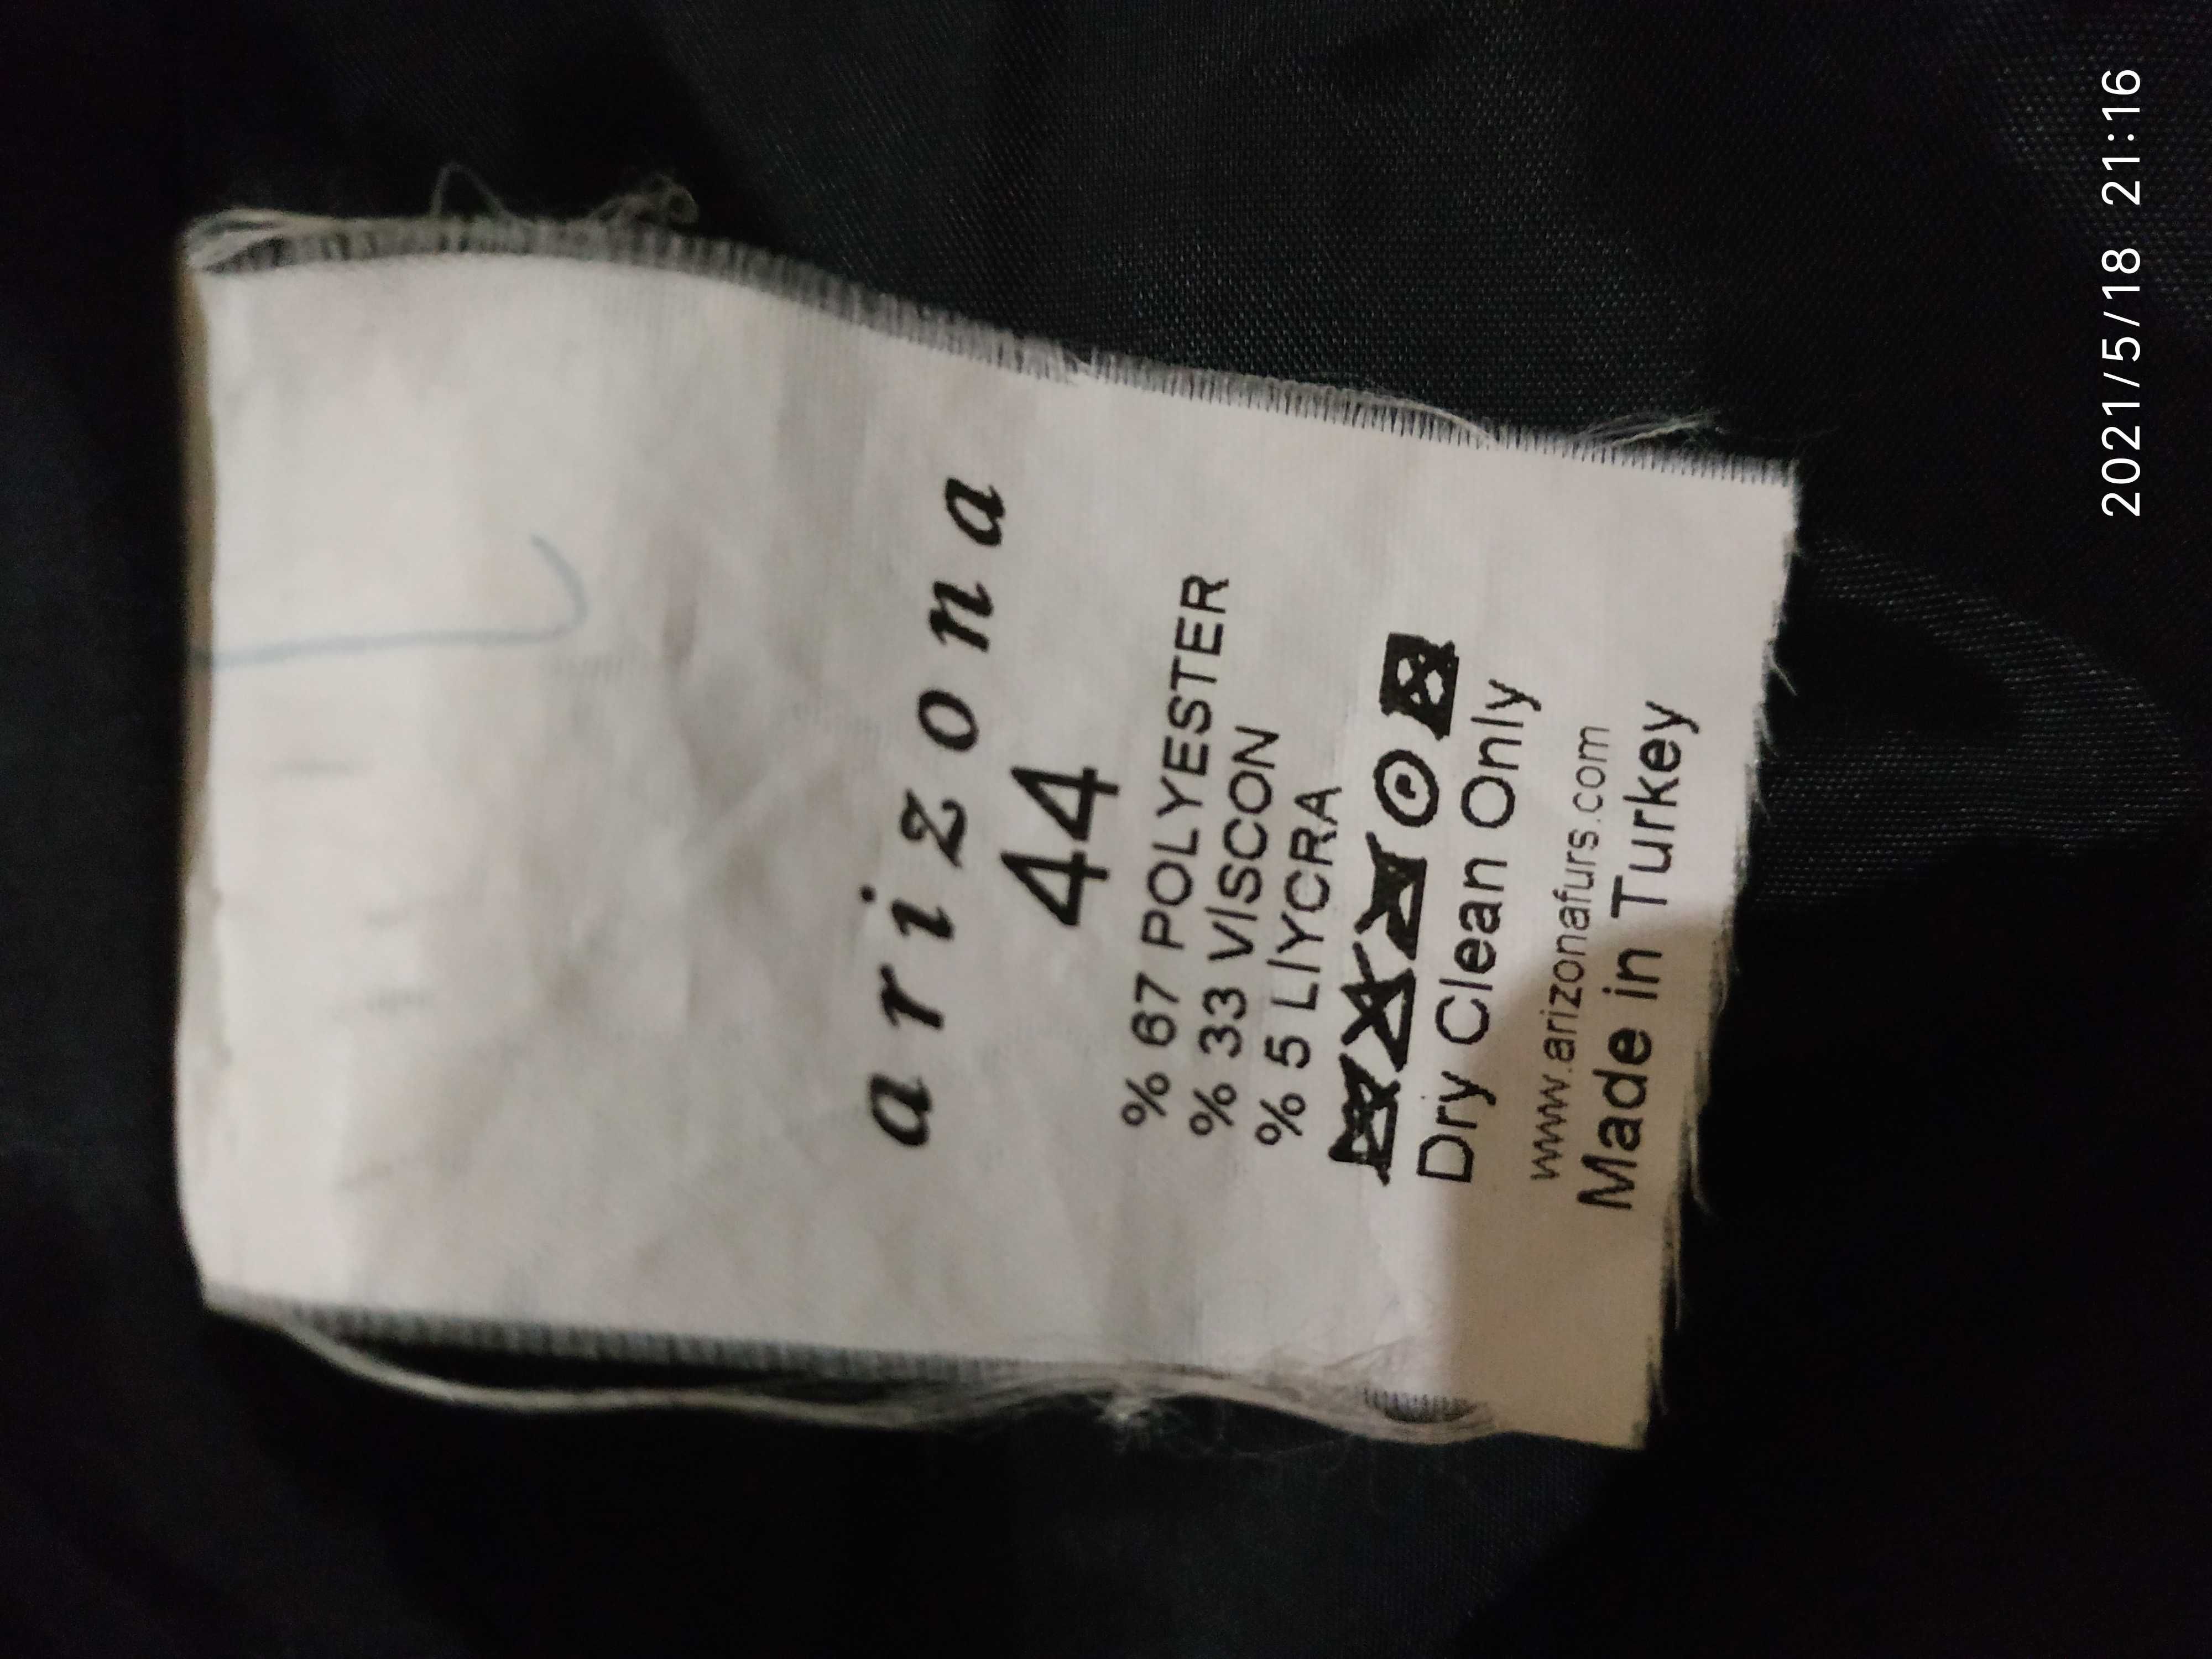 arizona
44
% 67 POLYESTER
% 33 VISCON
% 5 LIYCRA
Dry Clean Only
www.arizonafurs.com
Made in Turkey
2021/5/18 21:16